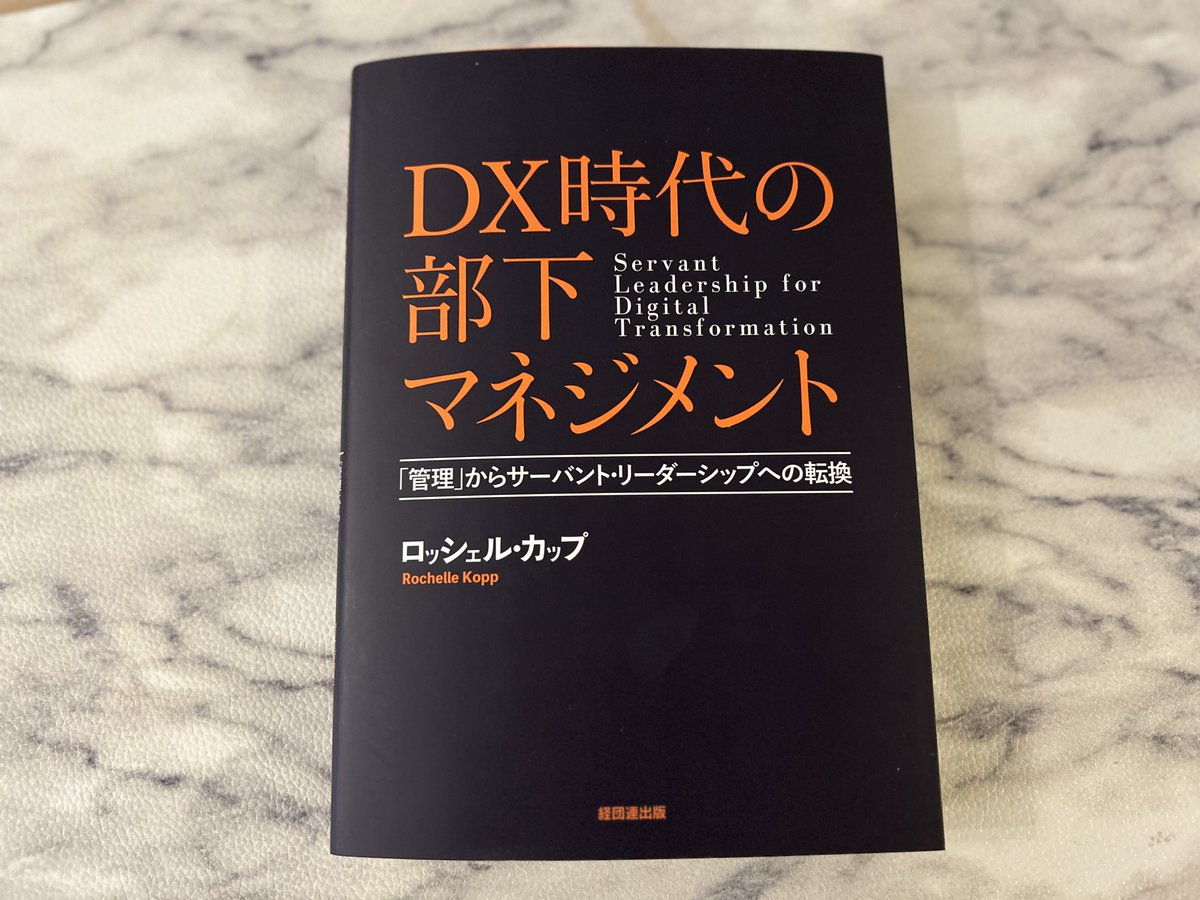 DX時代の
部下
Servant
Leadership for
Digital
Transformation
マネジメント
「管理」からサーバント・リーダーシップへの転換
ロッシェル・カップ
Rochelle Kopp
経団連出版